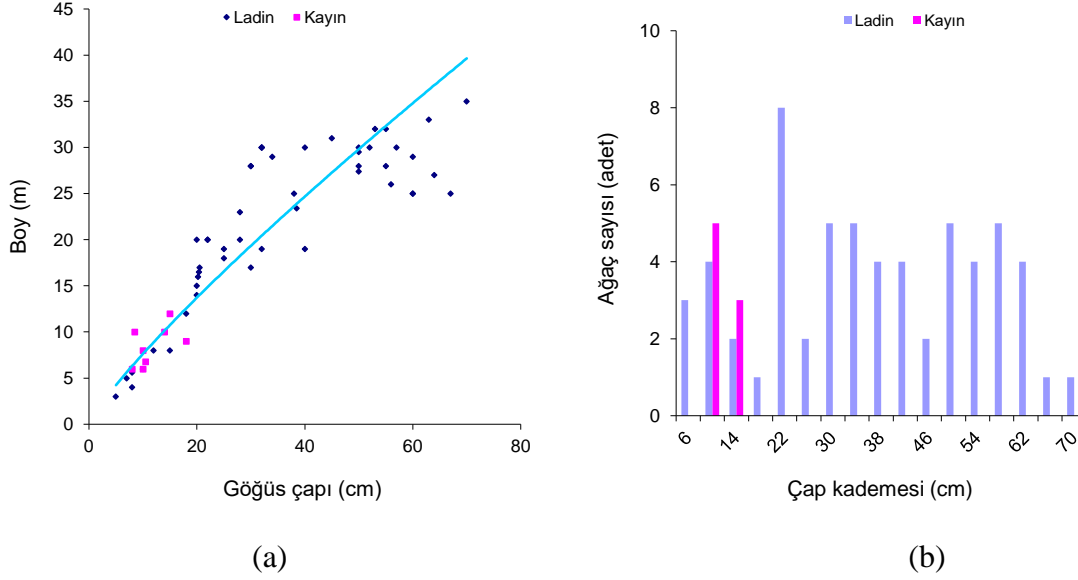 (a)
Ladin Kayın
45
40
35
30
25
20
15
10
5
0
0 20 40 60 80
Boy (m)
Göğüs çapı (cm)
(a)
(b)
Ladin Kayın
10
8
6
4
2
0
6 14 22 30 38 46 54 62 70
Ağaç sayısı (adet)
Çap kademesi (cm)
(b)